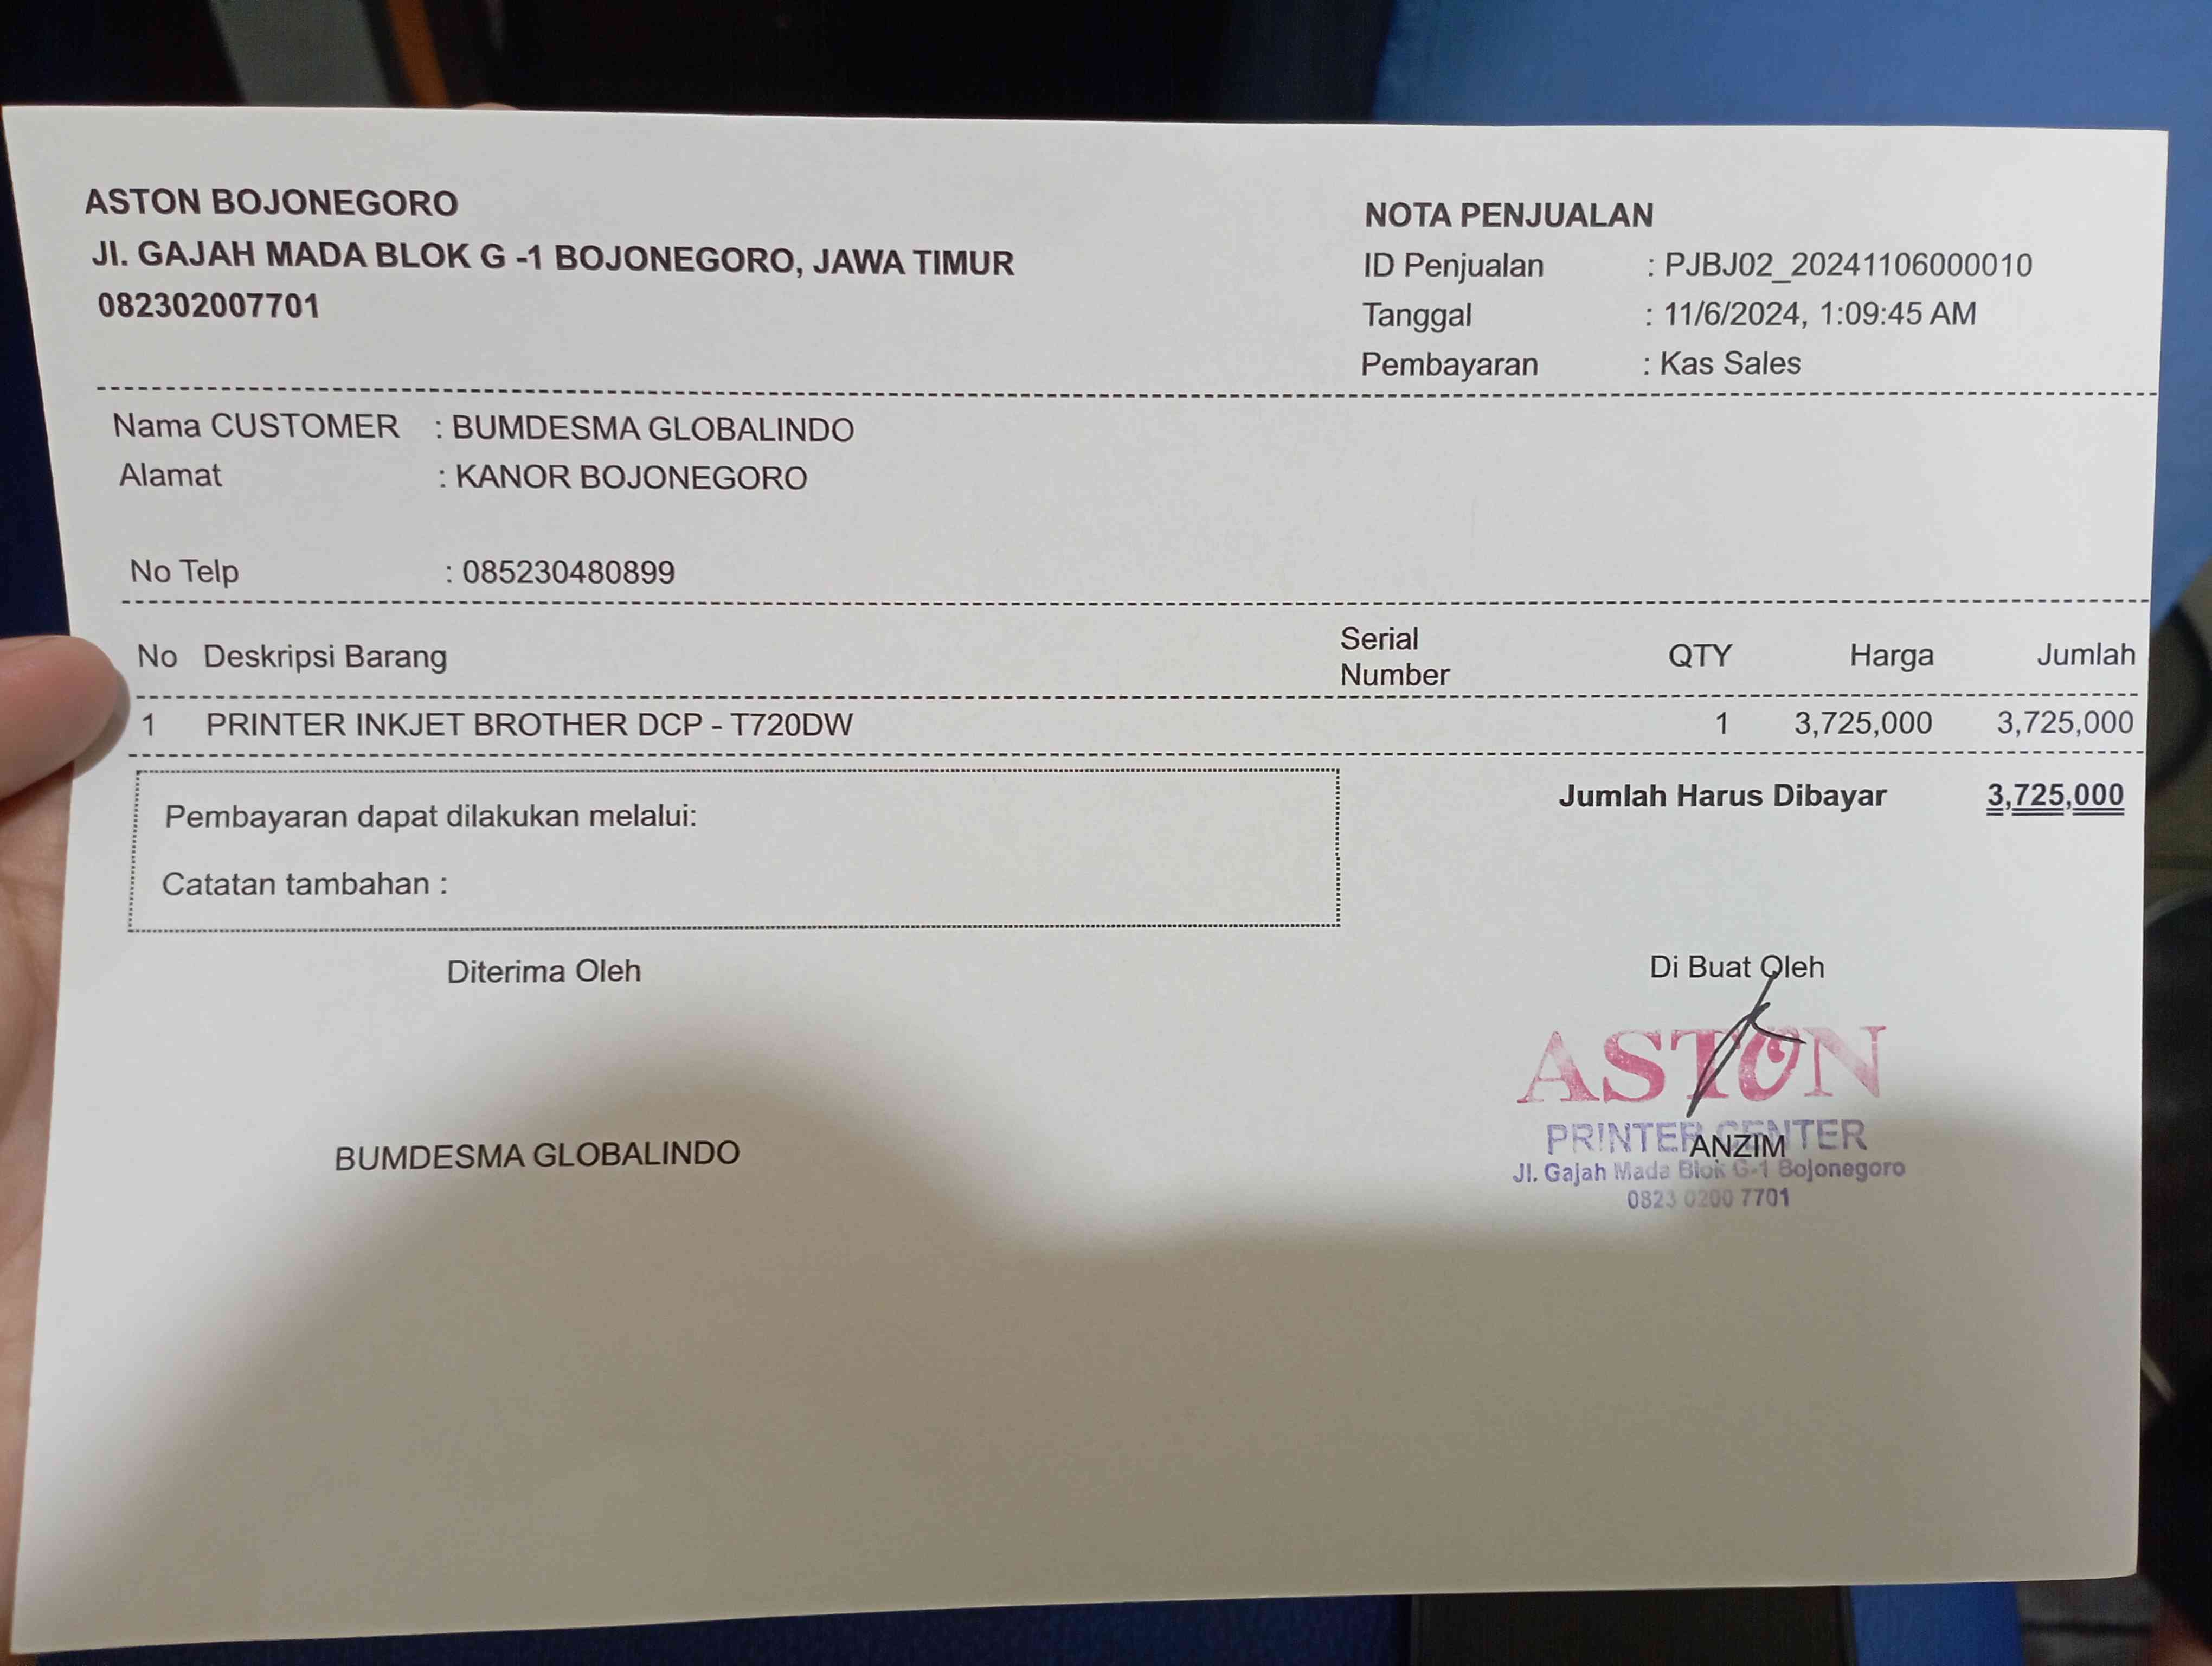 ASTON BOJONEGORO
Jl. GAJAH MADA BLOK G -1 BOJONEGORO, JAWA TIMUR
082302007701
NOTA PENJUALAN
ID Penjualan : PJBJ02_20241106000010
Tanggal : 11/6/2024, 1:09:45 AM
Pembayaran : Kas Sales
Nama CUSTOMER : BUMDESMA GLOBALINDO
Alamat : KANOR BOJONEGORO
No Telp : 085230480899
No Deskripsi Barang Serial Number QTY Harga Jumlah
1 PRINTER INKJET BROTHER DCP - T720DW 1 3,725,000 3,725,000
Pembayaran dapat dilakukan melalui:
Catatan tambahan :
Jumlah Harus Dibayar 3,725,000
Diterima Oleh
BUMDESMA GLOBALINDO
Di Buat Oleh
ASTON
PRINTER CENTER
ANZIM
Jl. Gajah Mada Blok G-1 Bojonegoro
0823 0200 7701